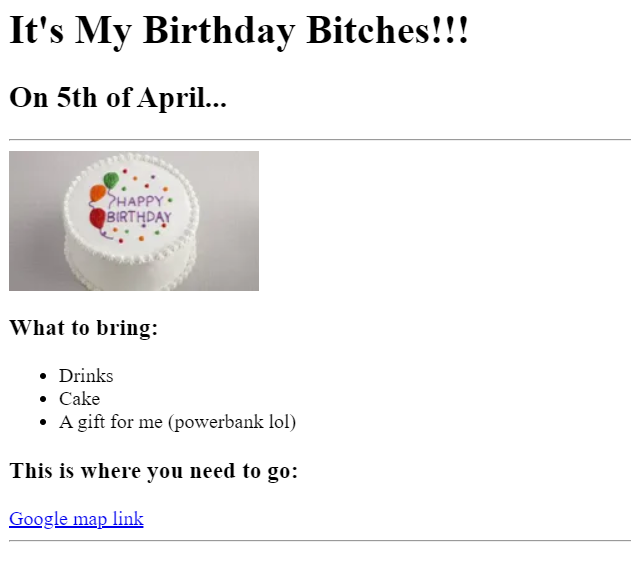 It's My Birthday Bitches!!!
On 5th of April...
HAPPY
BIRTHDAY
What to bring:
Drinks
Cake
A gift for me (powerbank lol)
This is where you need to go:
Google map link